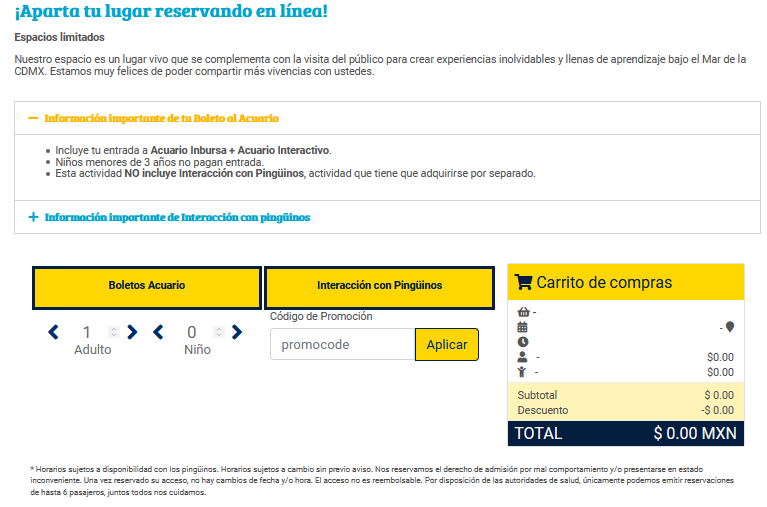 ¡Aparta tu lugar reservando en línea!
Espacios limitados
Nuestro espacio es un lugar vivo que se complementa con la visita del público para crear experiencias inolvidables y llenas de aprendizaje bajo el Mar de la
CDMX. Estamos muy felices de poder compartir más vivencias con ustedes.
Información importante de tu Boleto al Acuario
Incluye tu entrada a Acuario Inbursa + Acuario Interactivo.
Niños menores de 3 años no pagan entrada.
Esta actividad NO incluye Interacción con Pingüinos, actividad que tiene que adquirirse por separado.
Información importante de Interacción con pingüinos
Boletos Acuario
Interacción con Pingüinos
1
Adulto
0
Niño
Código de Promoción
promocode
Aplicar
Carrito de compras
-
-
- $0.00
- $0.00
Subtotal $ 0.00
Descuento -$ 0.00
TOTAL $ 0.00 MXN
* Horarios sujetos a disponibilidad con los pingüinos. Horarios sujetos a cambio sin previo aviso. Nos reservamos el derecho de admisión por mal comportamiento y/o presentarse en estado
inconveniente. Una vez reservado su acceso, no hay cambios de fecha y/o hora. El acceso no es reembolsable. Por disposición de las autoridades de salud, únicamente podemos emitir reservaciones
de hasta 6 pasajeros, juntos todos nos cuidamos.